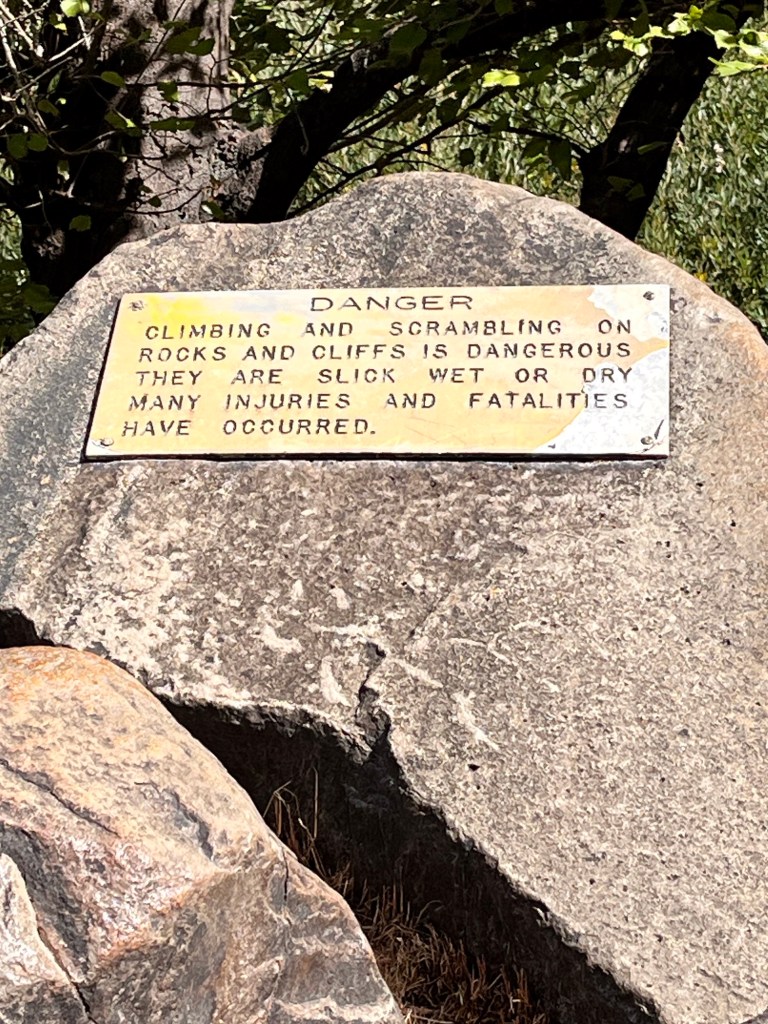 DANGER
CLIMBING AND SCRAMBLING ON
ROCKS AND CLIFFS IS DANGEROUS
THEY ARE SLICK WET OR DRY
MANY INJURIES AND FATALITIES
HAVE OCCURRED.